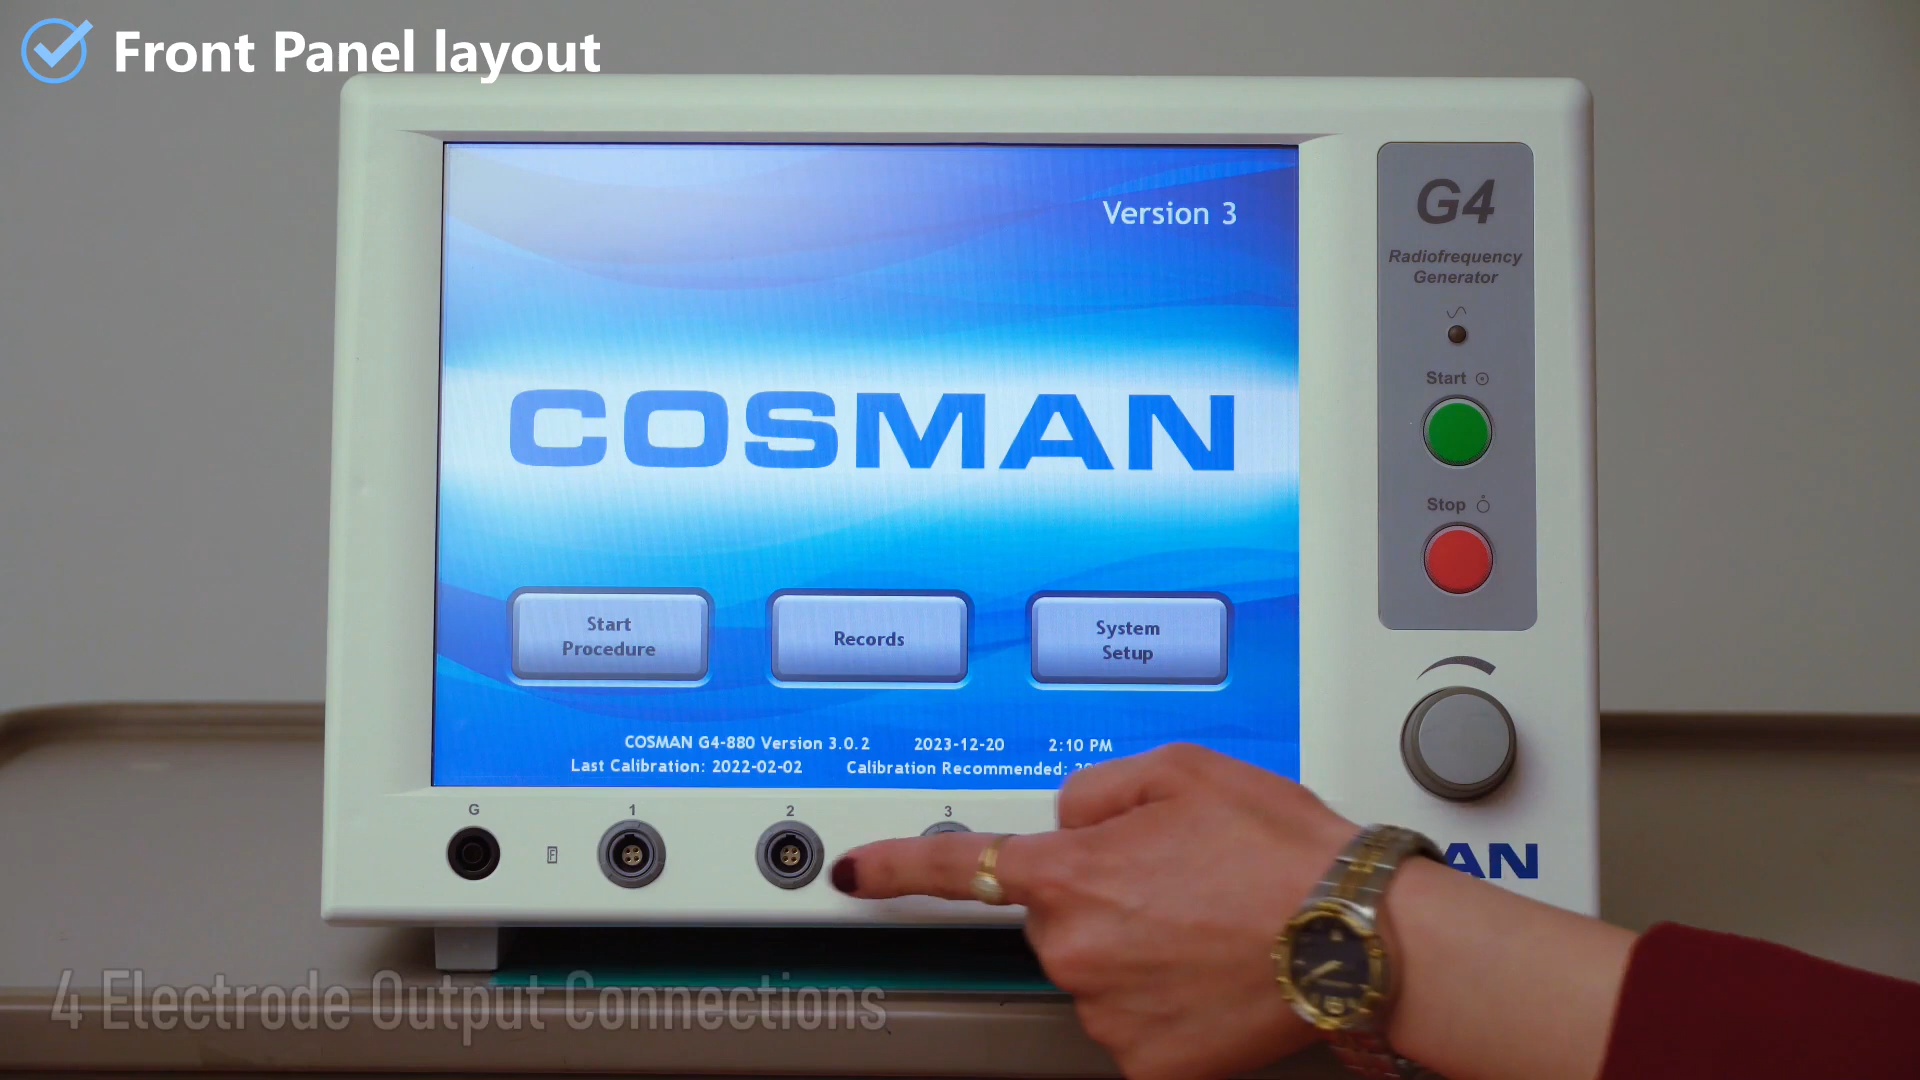 Front Panel layout
Version 3
COSMAN
Start
Procedure
Records
System
Setup
COSMAN G4-880 Version 3.0.2 2023-12-20 2:10 PM
Last Calibration: 2022-02-02 Calibration Recommended:
G 1 2 3
F
G4
Radiofrequency
Generator
Start
Stop
AN
4 Electrode Output Connections